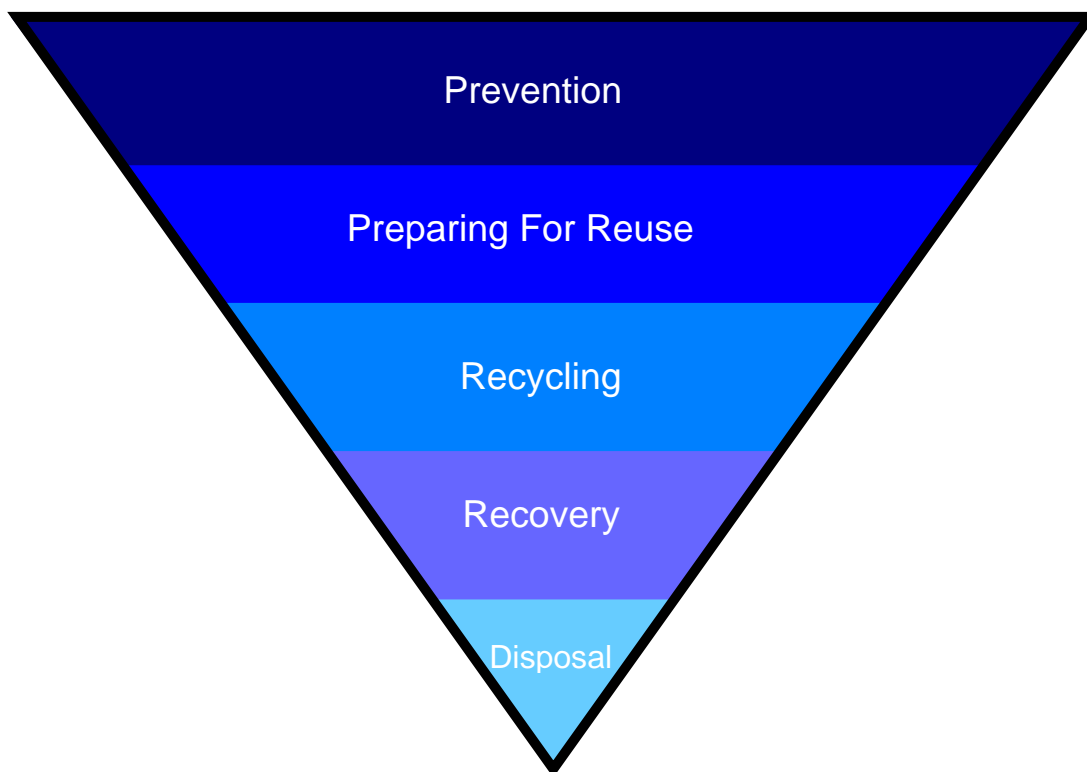 Prevention
Preparing For Reuse
Recycling
Recovery
Disposal